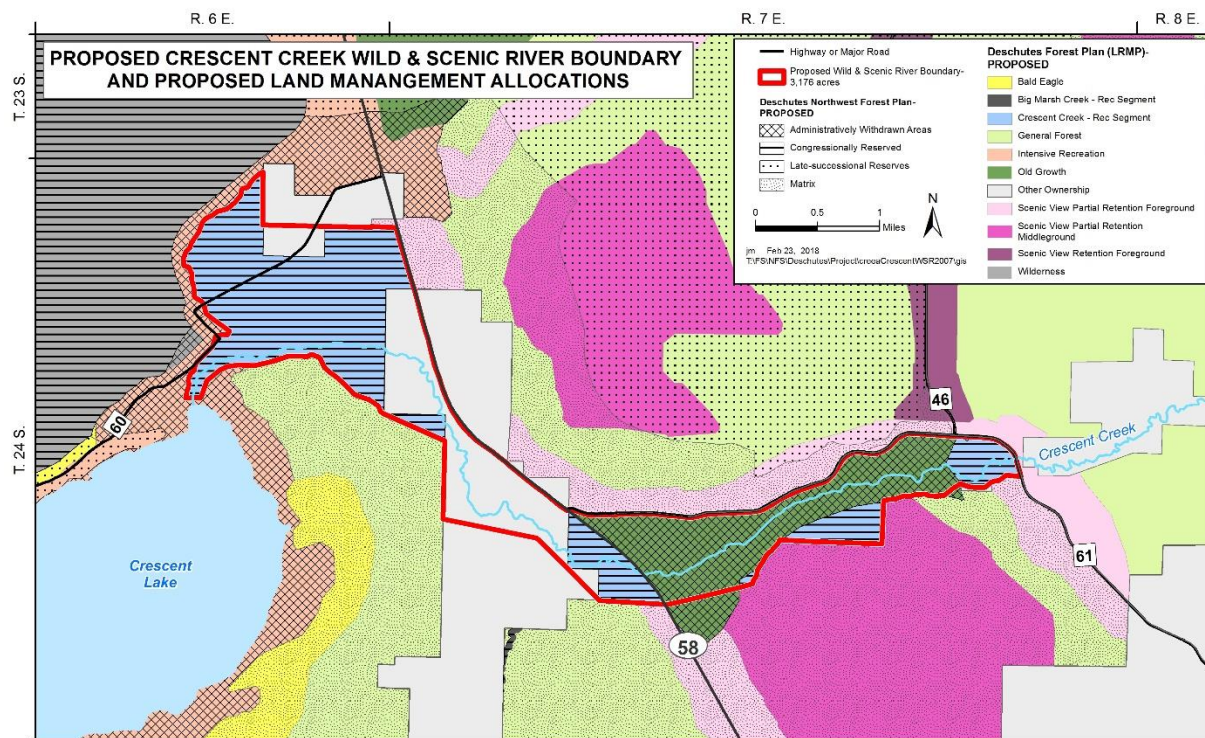 R. 6 E.
R. 7 E.
R. 8 E.
T. 23 S.
T. 24 S.
PROPOSED CRESCENT CREEK WILD & SCENIC RIVER BOUNDARY
AND PROPOSED LAND MANANGEMENT ALLOCATIONS
Highway or Major Road
Proposed Wild & Scenic River Boundary-
3,176 acres
Deschutes Northwest Forest Plan-
PROPOSED
Administratively Withdrawn Areas
Congressionally Reserved
Late-successional Reserves
Matrix
0 0.5 1
Miles
N
jm Feb 23, 2018
T:\FS\NFS\Deschutes\Project\creeaCrescentWSR2007\gis
Deschutes Forest Plan (LRMP)-
PROPOSED
Bald Eagle
Big Marsh Creek - Rec Segment
Crescent Creek - Rec Segment
General Forest
Intensive Recreation
Old Growth
Other Ownership
Scenic View Partial Retention Foreground
Scenic View Partial Retention
Middleground
Scenic View Retention Foreground
Wilderness
46
60
Crescent Creek
61
Crescent
Lake
58